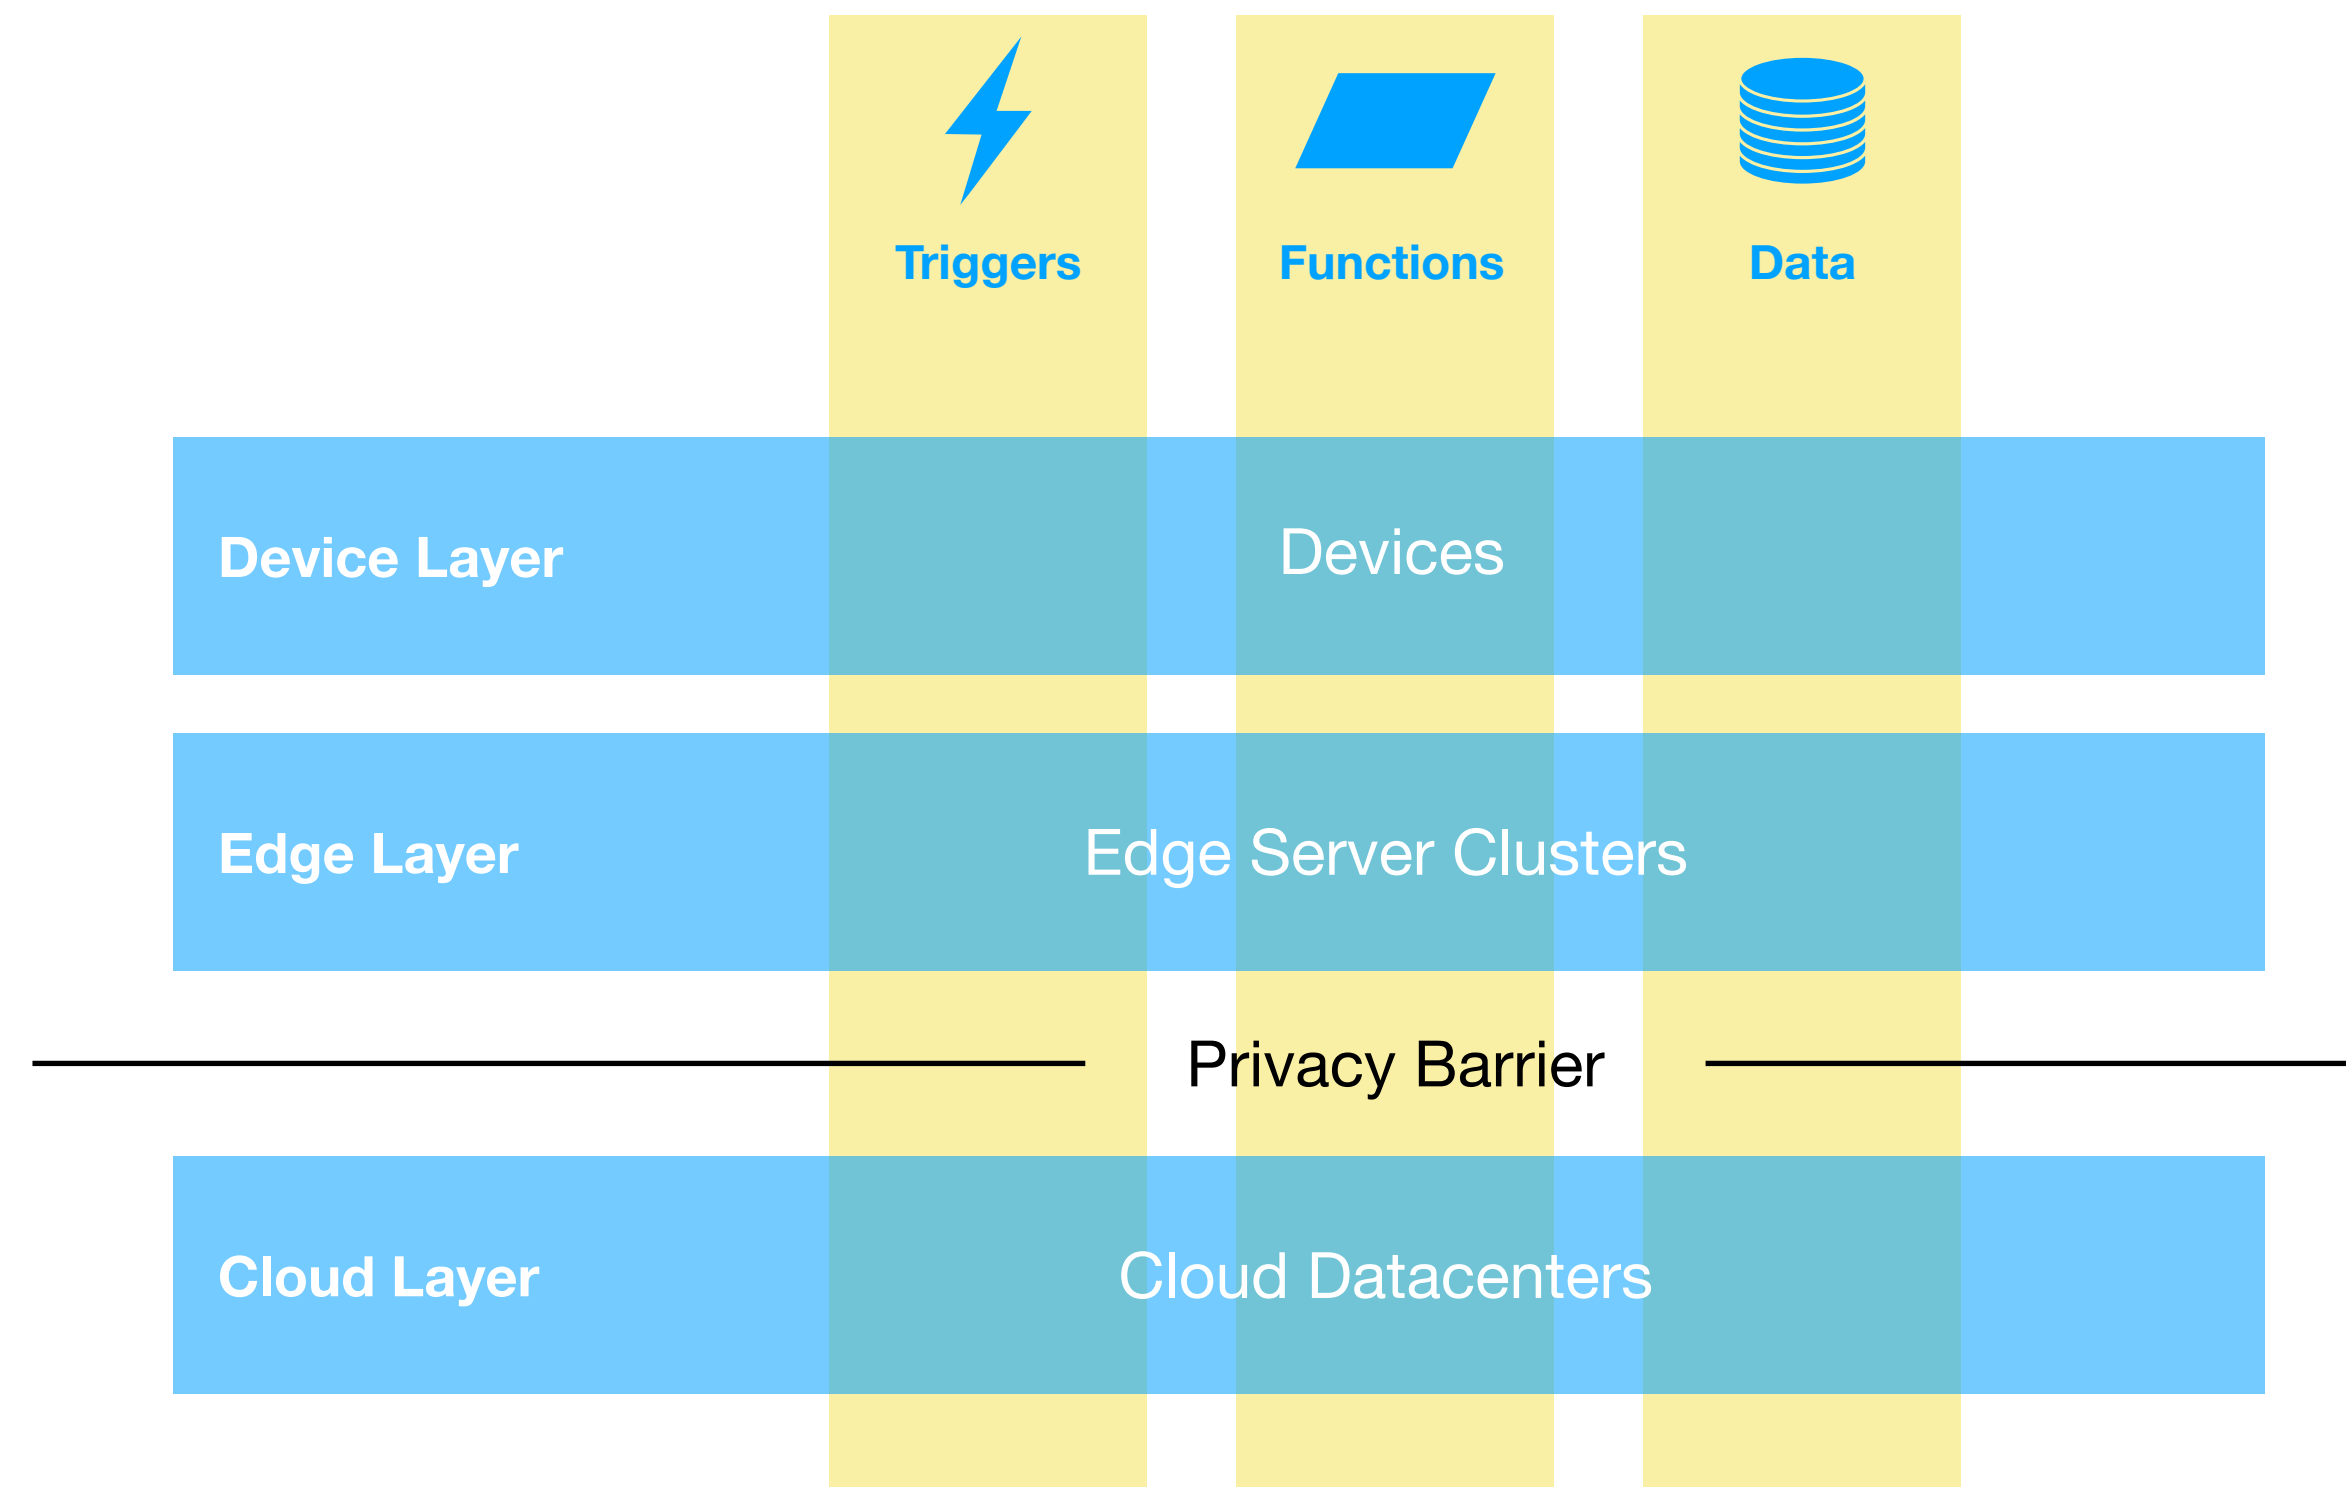 Triggers
Functions
Data
Device Layer
Devices
Edge Layer
Edge Server Clusters
Privacy Barrier
Cloud Layer
Cloud Datacenters